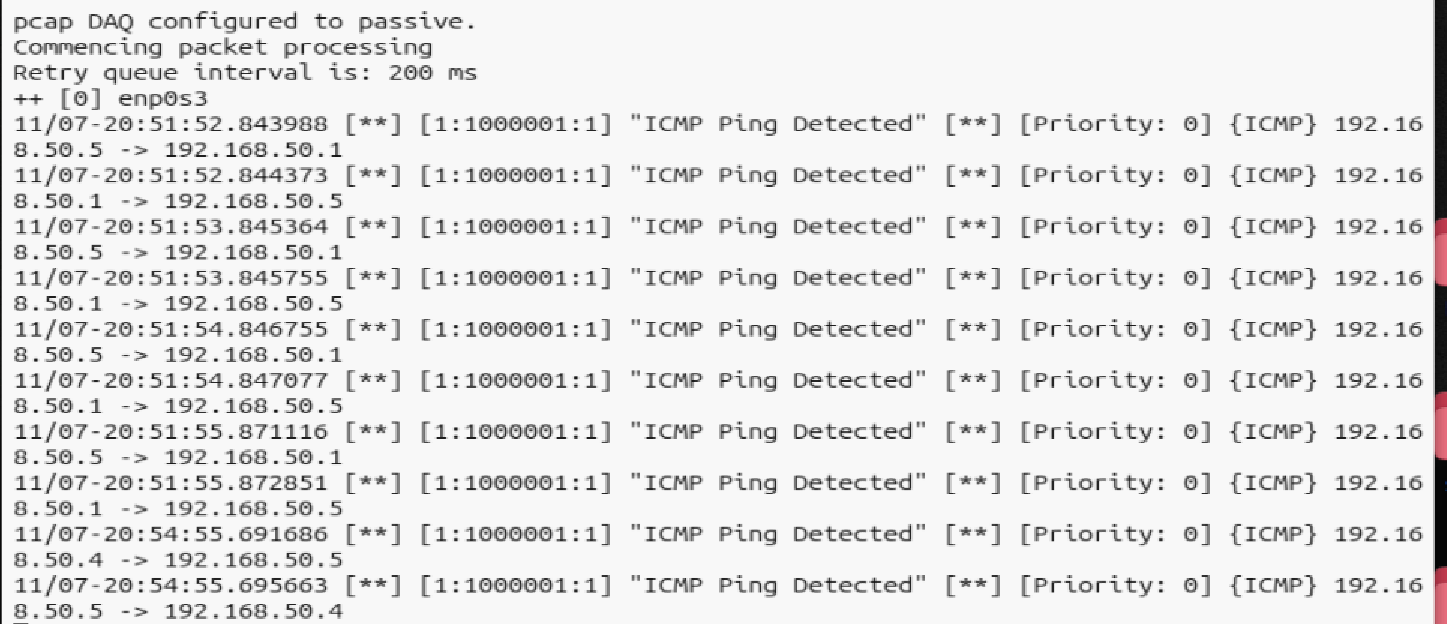 pcap DAQ configured to passive.
Commencing packet processing
Retry queue interval is: 200 ms
++ [0] enp0s3
11/07-20:51:52.843988 [**] [1:1000001:1] "ICMP Ping Detected" [**] [Priority: 0] {ICMP} 192.16
8.50.5 -> 192.168.50.1
11/07-20:51:52.844373 [**] [1:1000001:1] "ICMP Ping Detected" [**] [Priority: 0] {ICMP} 192.16
8.50.1 -> 192.168.50.5
11/07-20:51:53.845364 [**] [1:1000001:1] "ICMP Ping Detected" [**] [Priority: 0] {ICMP} 192.16
8.50.5 -> 192.168.50.1
11/07-20:51:53.845755 [**] [1:1000001:1] "ICMP Ping Detected" [**] [Priority: 0] {ICMP} 192.16
8.50.1 -> 192.168.50.5
11/07-20:51:54.846755 [**] [1:1000001:1] "ICMP Ping Detected" [**] [Priority: 0] {ICMP} 192.16
8.50.5 -> 192.168.50.1
11/07-20:51:54.847077 [**] [1:1000001:1] "ICMP Ping Detected" [**] [Priority: 0] {ICMP} 192.16
8.50.1 -> 192.168.50.5
11/07-20:51:55.871116 [**] [1:1000001:1] "ICMP Ping Detected" [**] [Priority: 0] {ICMP} 192.16
8.50.5 -> 192.168.50.1
11/07-20:51:55.872851 [**] [1:1000001:1] "ICMP Ping Detected" [**] [Priority: 0] {ICMP} 192.16
8.50.1 -> 192.168.50.5
11/07-20:54:55.691686 [**] [1:1000001:1] "ICMP Ping Detected" [**] [Priority: 0] {ICMP} 192.16
8.50.4 -> 192.168.50.5
11/07-20:54:55.695663 [**] [1:1000001:1] "ICMP Ping Detected" [**] [Priority: 0] {ICMP} 192.16
8.50.5 -> 192.168.50.4